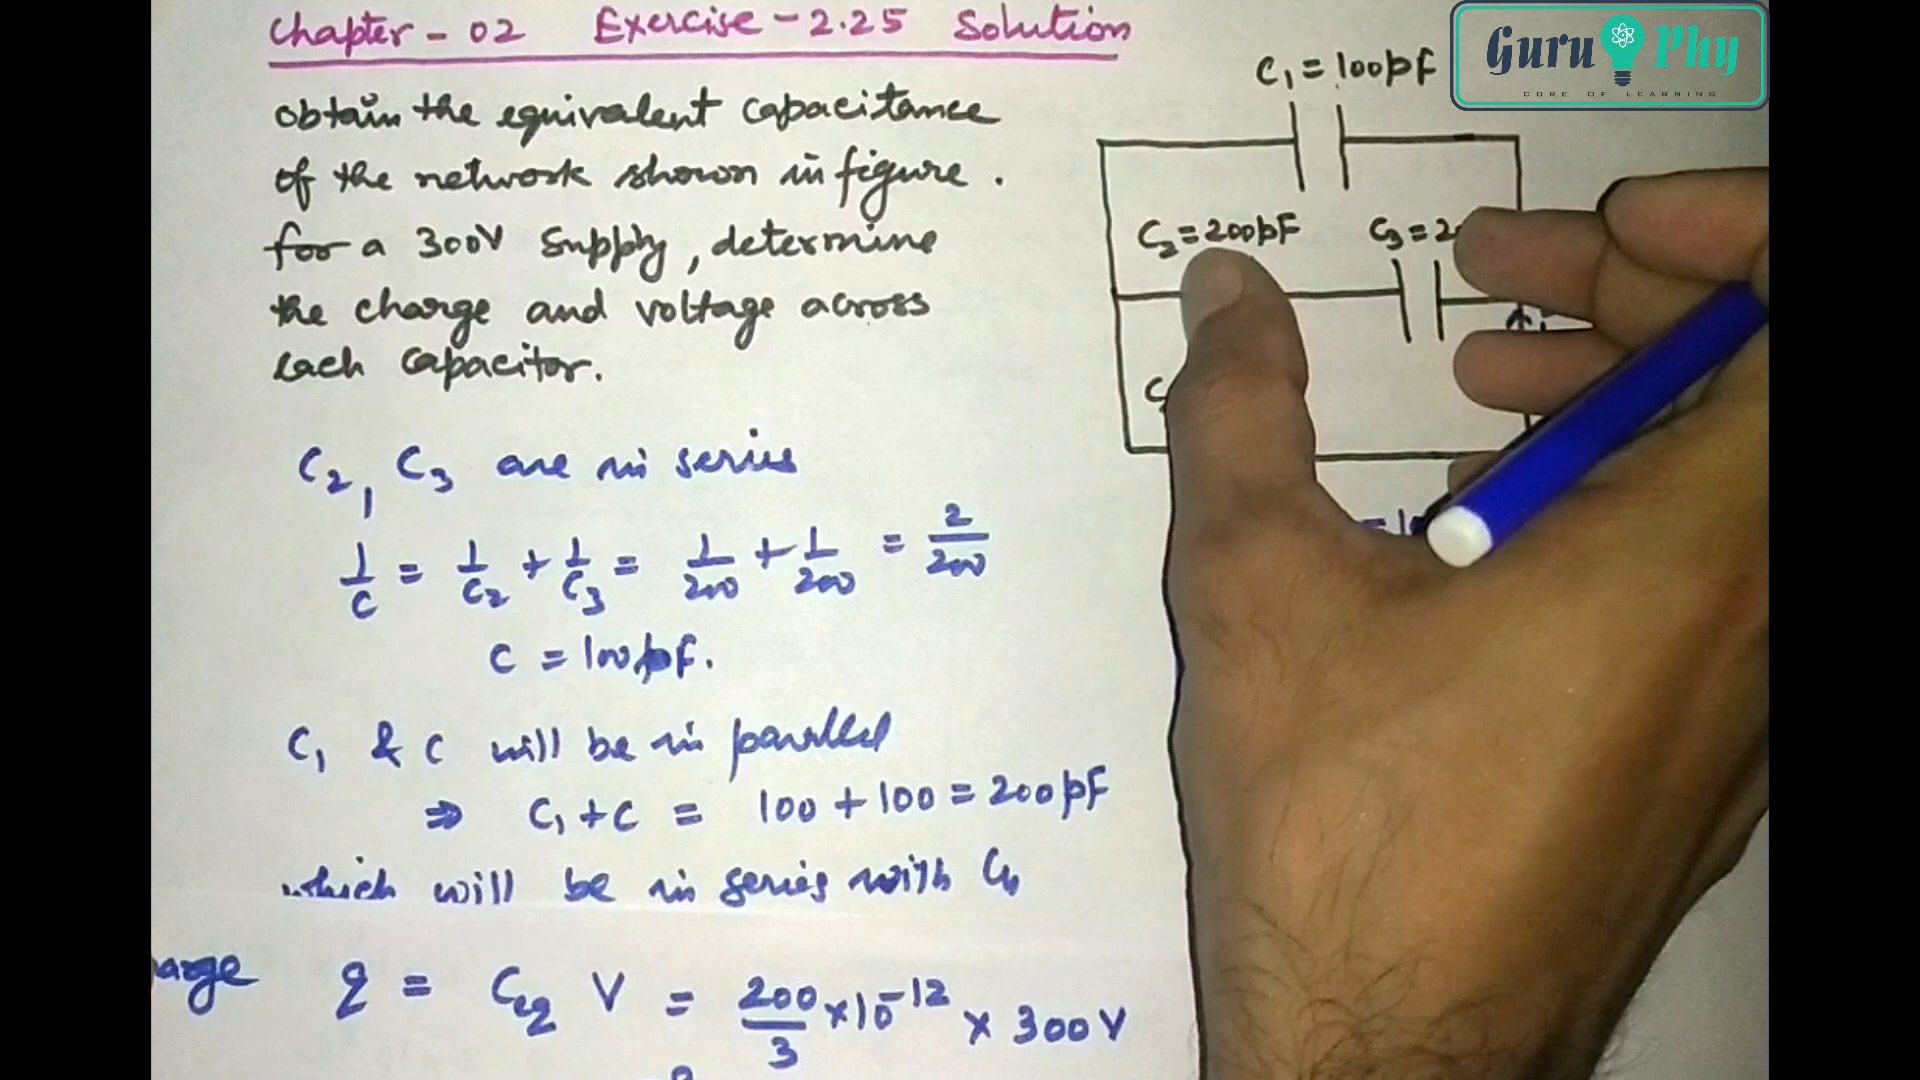 Chapter - 02 Exercise - 2.25 Solution
Guru Phy
CORE OF LEARNING
obtain the equivalent capacitance
of the network shown in figure.
for a 300V supply, determine
the charge and voltage across
each capacitor.
C₁ = 100pF
C₂ = 200pF C₃ = 2
C
C₂, C₃ are in series
1/C = 1/C₂ + 1/C₃ = 1/200 + 1/200 = 2/200
C = 100pF.
C₁ & C will be in parallel
⇒ C₁ + C = 100 + 100 = 200pF
which will be in series with C₄
arge q = Ceq V = 200/3 × 10⁻¹² × 300V